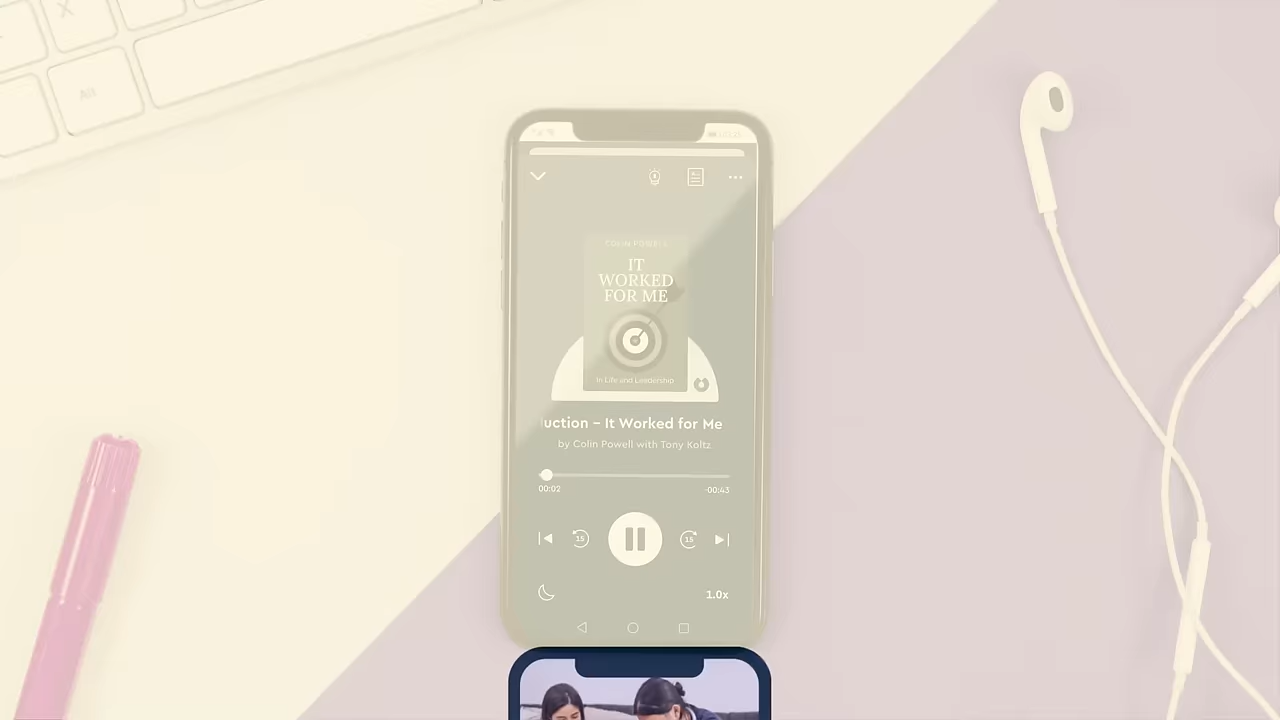 X
Alt
COLIN POWELL
IT
WORKED
FOR ME
In Life and Leadership
uction – It Worked for Me
by Colin Powell with Tony Koltz
00:02
-00:43
15
15
1.0x